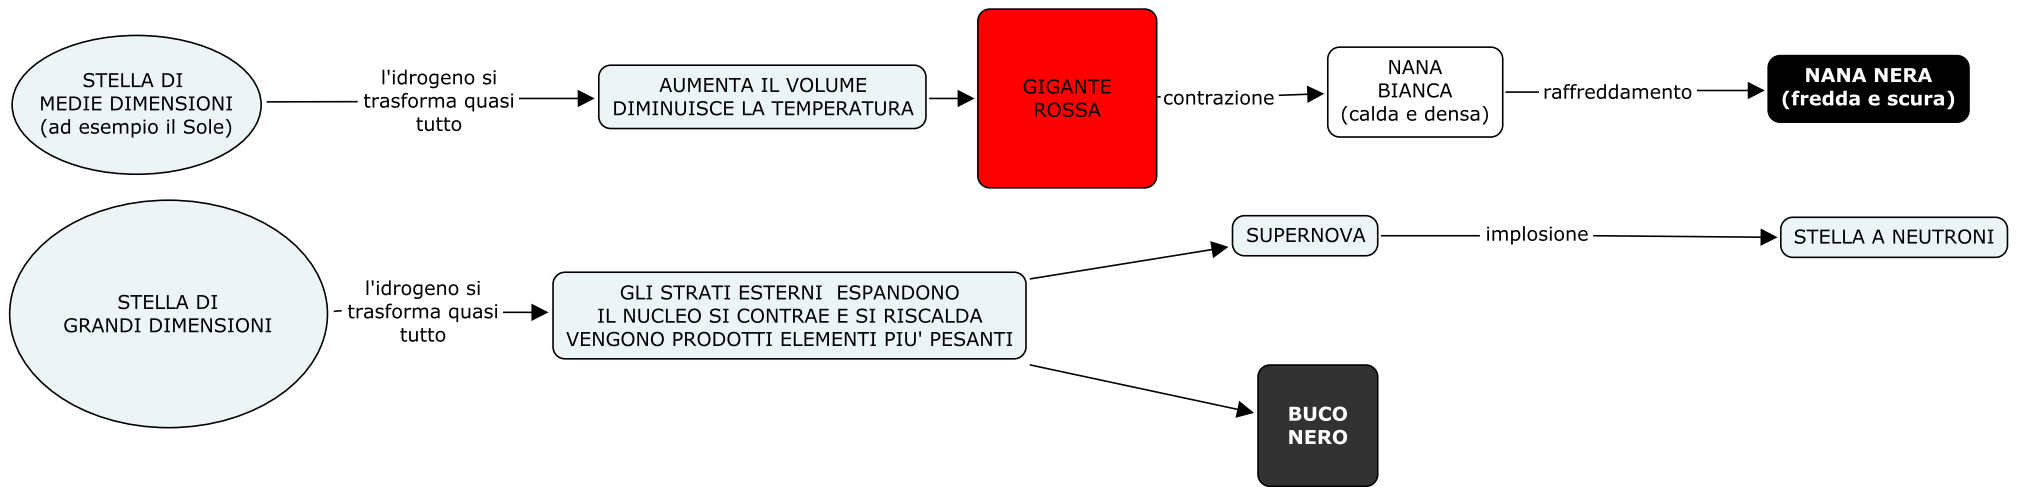 STELLA DI
MEDIE DIMENSIONI
(ad esempio il Sole)
l'idrogeno si
trasforma quasi
tutto
AUMENTA IL VOLUME
DIMINUISCE LA TEMPERATURA
GIGANTE
ROSSA
contrazione
NANA
BIANCA
(calda e densa)
raffreddamento
NANA NERA
(fredda e scura)
STELLA DI
GRANDI DIMENSIONI
l'idrogeno si
trasforma quasi
tutto
GLI STRATI ESTERNI  ESPANDONO
IL NUCLEO SI CONTRAE E SI RISCALDA
VENGONO PRODOTTI ELEMENTI PIU' PESANTI
SUPERNOVA
implosione
STELLA A NEUTRONI
BUCO
NERO